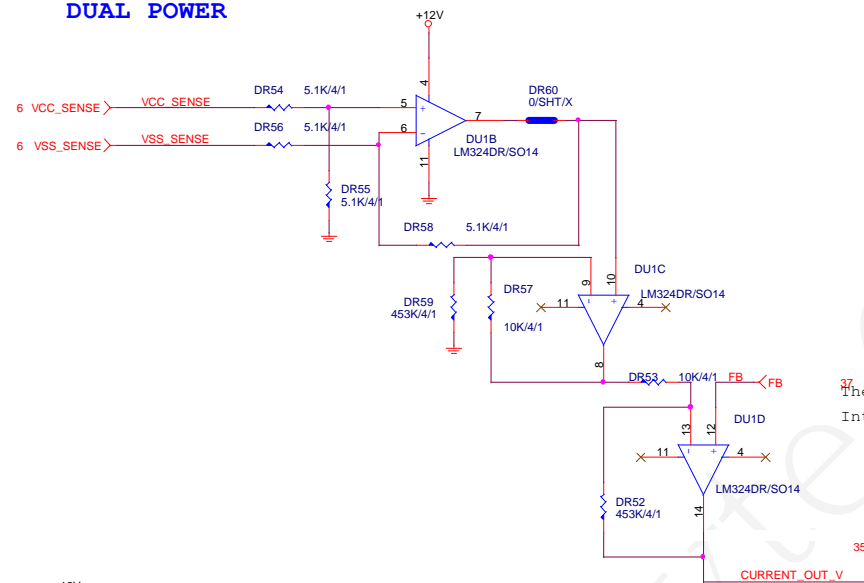 DUAL POWER
+12V
4
6 VCC_SENSE
VCC_SENSE
DR54 5.1K/4/1
5
+
7
DR60
0/SHT/X
6 VSS_SENSE
VSS_SENSE
DR56 5.1K/4/1
6
-
DU1B
LM324DR/SO14
11
DR55
5.1K/4/1
DR58 5.1K/4/1
DU1C
LM324DR/SO14
9
10
-
+
11
4
8
DR59
453K/4/1
DR57
10K/4/1
DR53 10K/4/1
FB
FB
37
The
Int
DU1D
LM324DR/SO14
13
12
-
+
11
4
14
DR52
453K/4/1
35
CURRENT_OUT_V